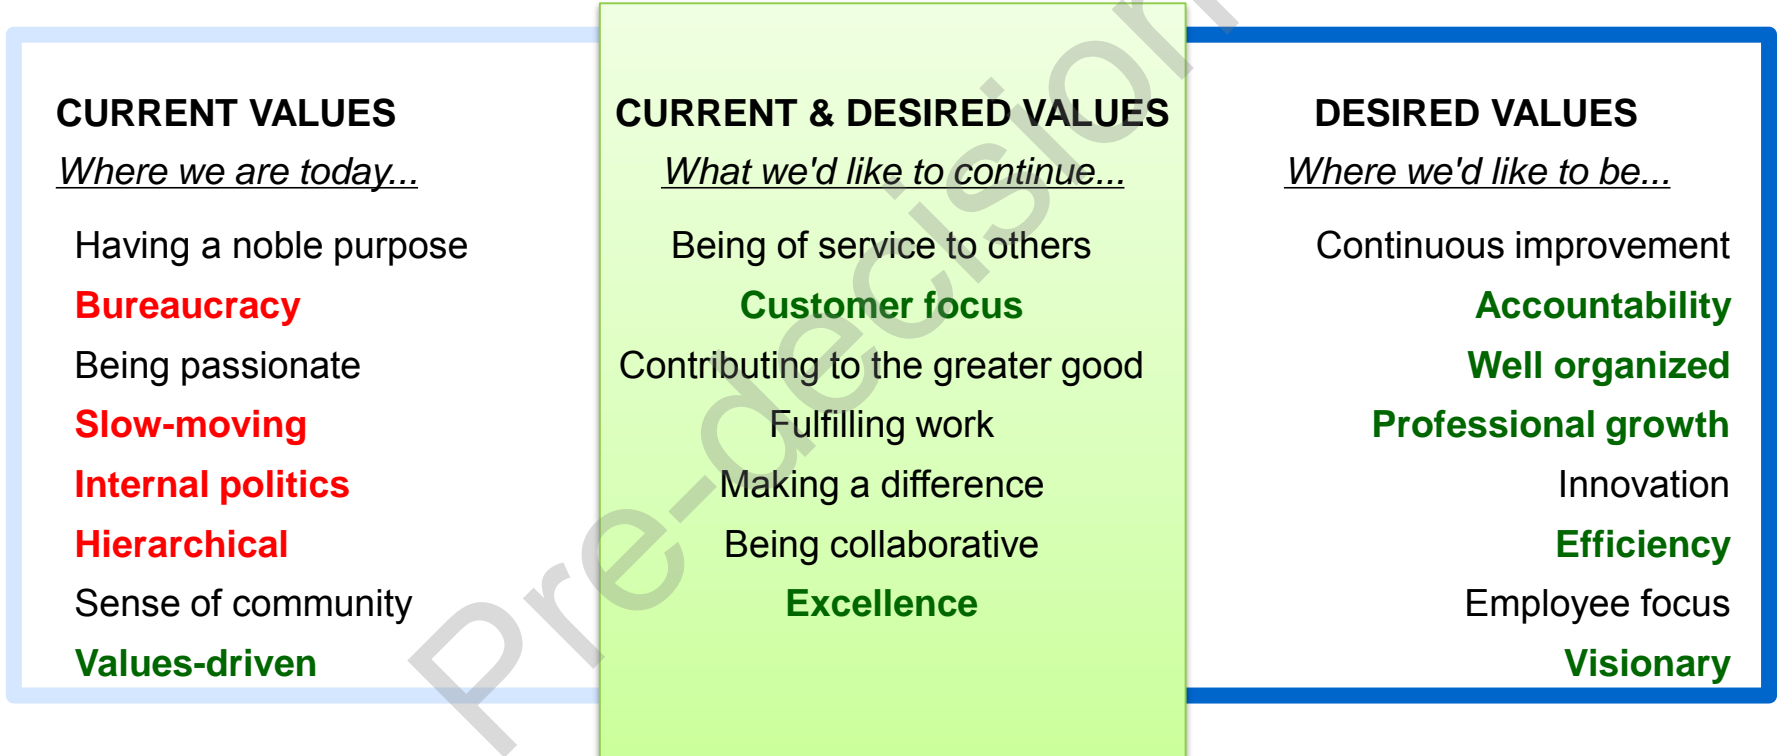 CURRENT VALUES
Where we are today...
Having a noble purpose
Bureaucracy
Being passionate
Slow-moving
Internal politics
Hierarchical
Sense of community
Values-driven
CURRENT & DESIRED VALUES
What we'd like to continue...
Being of service to others
Customer focus
Contributing to the greater good
Fulfilling work
Making a difference
Being collaborative
Excellence
DESIRED VALUES
Where we'd like to be...
Continuous improvement
Accountability
Well organized
Professional growth
Innovation
Efficiency
Employee focus
Visionary
Pre-decision